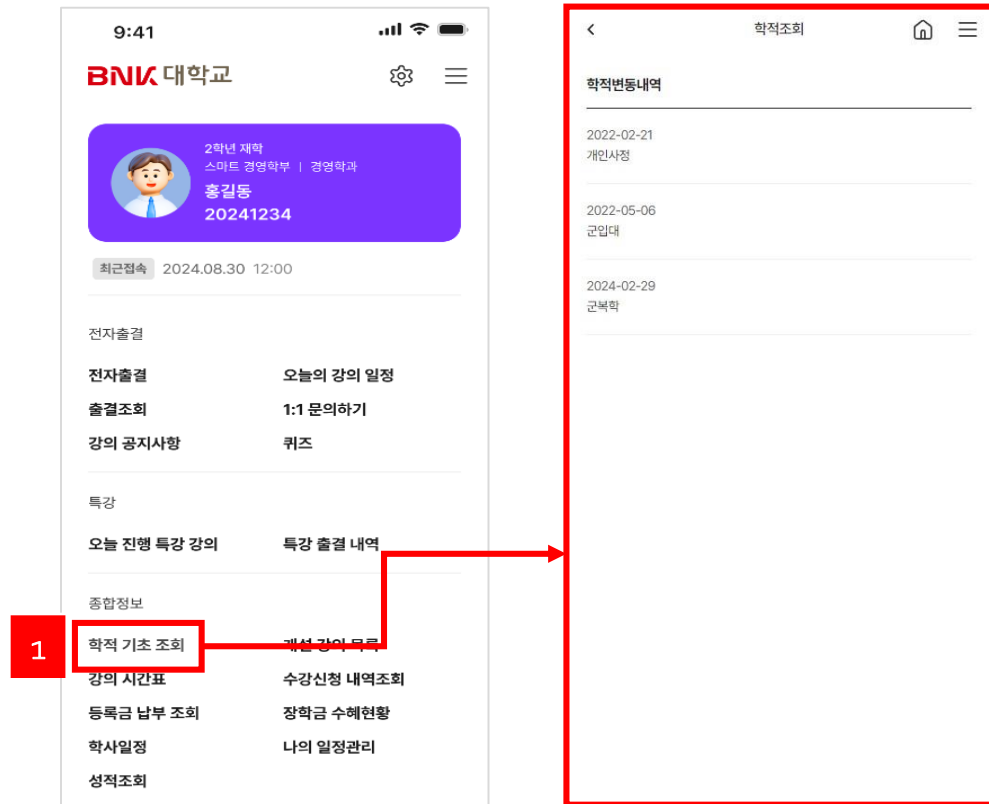 9:41
BNK 대학교
2학년 재학
스마트 경영학부 | 경영학과
홍길동
20241234
최근접속 2024.08.30 12:00
전자출결
전자출결 오늘의 강의 일정
출결조회 1:1 문의하기
강의 공지사항 퀴즈
특강
오늘 진행 특강 강의 특강 출결 내역
종합정보
1
학적 기초 조회 개설 강의 목록
강의 시간표 수강신청 내역조회
등록금 납부 조회 장학금 수혜현황
학사일정 나의 일정관리
성적조회
학적조회
학적변동내역
2022-02-21
개인사정
2022-05-06
군입대
2024-02-29
군복학